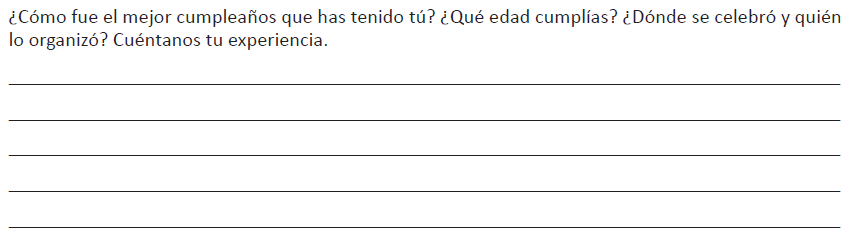 ¿Cómo fue el mejor cumpleaños que has tenido tú? ¿Qué edad cumplías? ¿Dónde se celebró y quién
lo organizó? Cuéntanos tu experiencia.